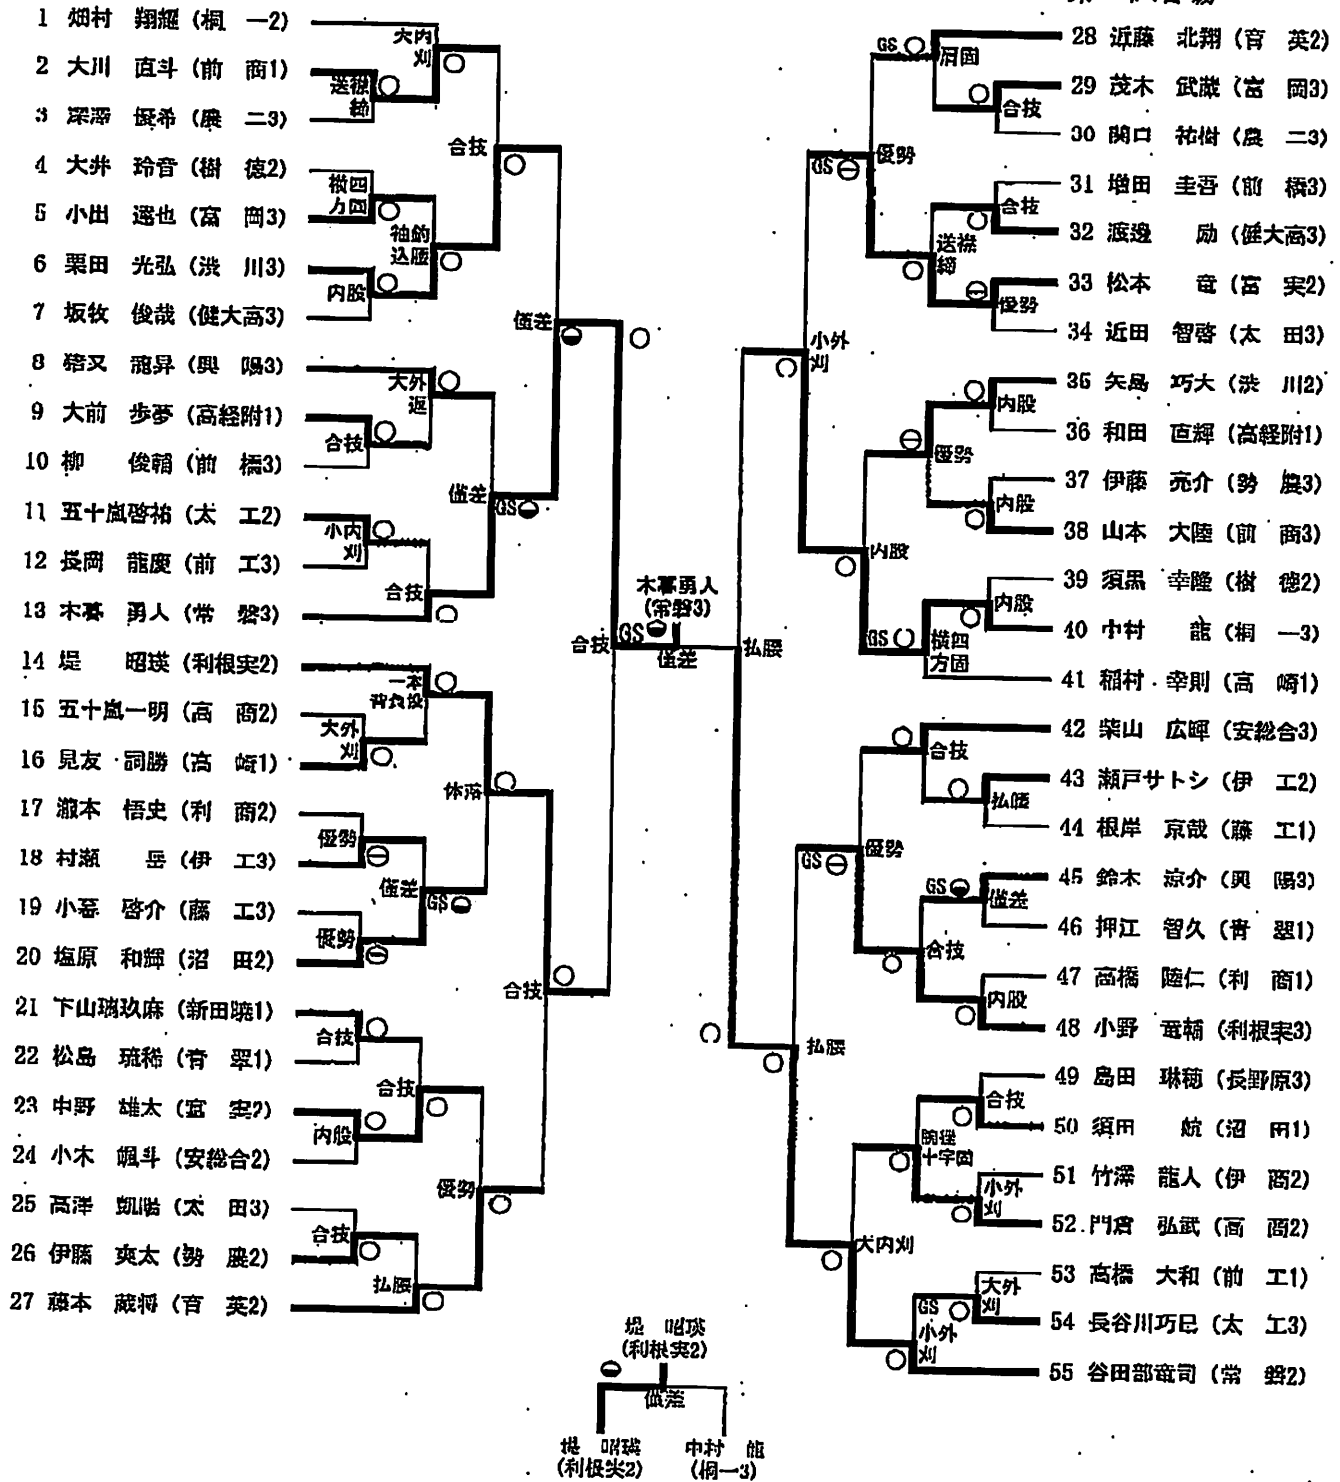 1 畑村 翔耀 (桐 一2)
2 大川 直斗 (前 商1)
3 深澤 優希 (農 二3)
4 大井 玲音 (樹 徳2)
5 小出 選也 (富 岡3)
6 栗田 光弘 (渋 川3)
7 坂牧 俊哉 (健大高3)
8 猪又 龍昇 (興 陽3)
9 大前 歩夢 (高経附1)
10 柳 俊輔 (前 橋3)
11 五十嵐啓祐 (太 工2)
12 長岡 龍慶 (前 工3)
13 木暮 勇人 (常 磐3)
14 堤 昭瑛 (利根実2)
15 五十嵐一明 (高 商2)
16 見友 詞勝 (高 崎1)
17 瀧本 悟史 (利 商2)
18 村瀬 岳 (伊 工3)
19 小 啓介 (藤 工3)
20 塩原 和輝 (沼 田2)
21 下山璃玖麻 (新田暁1)
22 松島 琉稀 (青 翠1)
23 中野 雄太 (富 実2)
24 小木 颯斗 (安総合2)
25 高 凱 (太 田3)
26 伊藤 爽太 (勢 農2)
27 藤本 蔵将 (育 英2)
大内
刈
送襟
絞
合技
横四
方固
袖釣
込腰
内股
僅差
大外
返
合技
僅差
GS
小内
刈
合技
合技
一本
背負投
大外
刈
体落
優勢
僅差
GS
優勢
合技
合技
合技
内股
優勢
合技
払腰
木暮勇人
(常磐3)
GS
僅差
払腰
GS
肩固
合技
GS
優勢
合技
送襟
絞
優勢
小外
刈
内股
優勢
内股
内股
内股
GS
横四
方固
合技
払腰
GS
優勢
GS
僅差
合技
内股
払腰
合技
腕挫
十字固
小外
刈
大内刈
大外
刈
GS
小外
刈
28 近藤 北翔 (育 英2)
29 茂木 武蔵 (富 岡3)
30 関口 祐樹 (農 二3)
31 増田 圭吾 (前 橋3)
32 渡邊 励 (健大高3)
33 松本 竜 (富 実2)
34 近田 智啓 (太 田3)
35 矢島 巧大 (渋 川2)
36 和田 直輝 (高経附1)
37 伊藤 亮介 (勢 農3)
38 山本 大陸 (前 商3)
39 須黒 幸隆 (樹 徳2)
40 中村 龍 (桐 一3)
41 稲村 幸則 (高 崎1)
42 柴山 広暉 (安総合3)
43 瀬戸サトシ (伊 工2)
44 根岸 京哉 (藤 工1)
45 鈴木 涼介 (興 陽3)
46 押江 智久 (青 翠1)
47 高橋 陸仁 (利 商1)
48 小野 竜輔 (利根実3)
49 島田 琳穂 (長野原3)
50 須田 航 (沼 田1)
51 竹澤 龍人 (伊 商2)
52 門倉 弘武 (高 商2)
53 高橋 大和 (前 工1)
54 長谷川巧巳 (太 工3)
55 谷田部竜司 (常 磐2)
堤 昭瑛
(利根実2)
僅差
堤 昭瑛
(利根実2)
中村 龍
(桐一3)